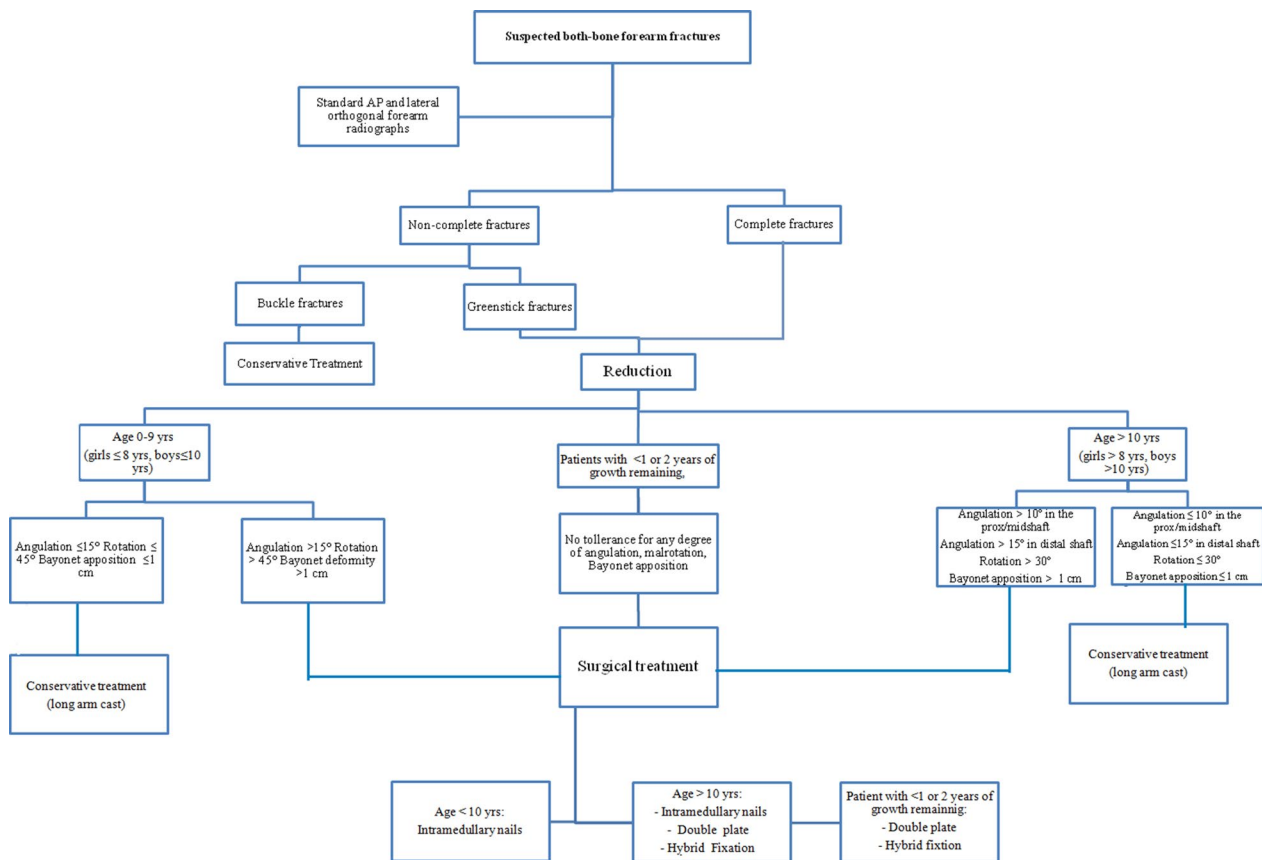 Suspected both-bone forearm fractures
Standard AP and lateral
orthogonal forearm
radiographs
Non-complete fractures
Complete fractures
Buckle fractures
Greenstick fractures
Conservative Treatment
Reduction
Age 0-9 yrs
(girls ≤ 8 yrs, boys≤10
yrs)
Patients with <1 or 2 years of
growth remaining,
Age > 10 yrs
(girls > 8 yrs, boys
>10 yrs)
Angulation ≤15° Rotation ≤
45° Bayonet apposition ≤1
cm
Angulation >15° Rotation
> 45° Bayonet deformity
>1 cm
No tollerance for any degree
of angulation, malrotation,
Bayonet apposition
Angulation > 10° in the
prox/midshaft
Angulation > 15° in distal shaft
Rotation > 30°
Bayonet apposition > 1 cm
Angulation ≤ 10° in the
prox/midshaft
Angulation ≤15° in distal shaft
Rotation ≤ 30°
Bayonet apposition ≤ 1 cm
Conservative treatment
(long arm cast)
Surgical treatment
Conservative treatment
(long arm cast)
Age < 10 yrs:
Intramedullary nails
Age > 10 yrs:
- Intramedullary nails
- Double plate
- Hybrid Fixation
Patient with <1 or 2 years of
growth remainnig:
- Double plate
- Hybrid fixtion